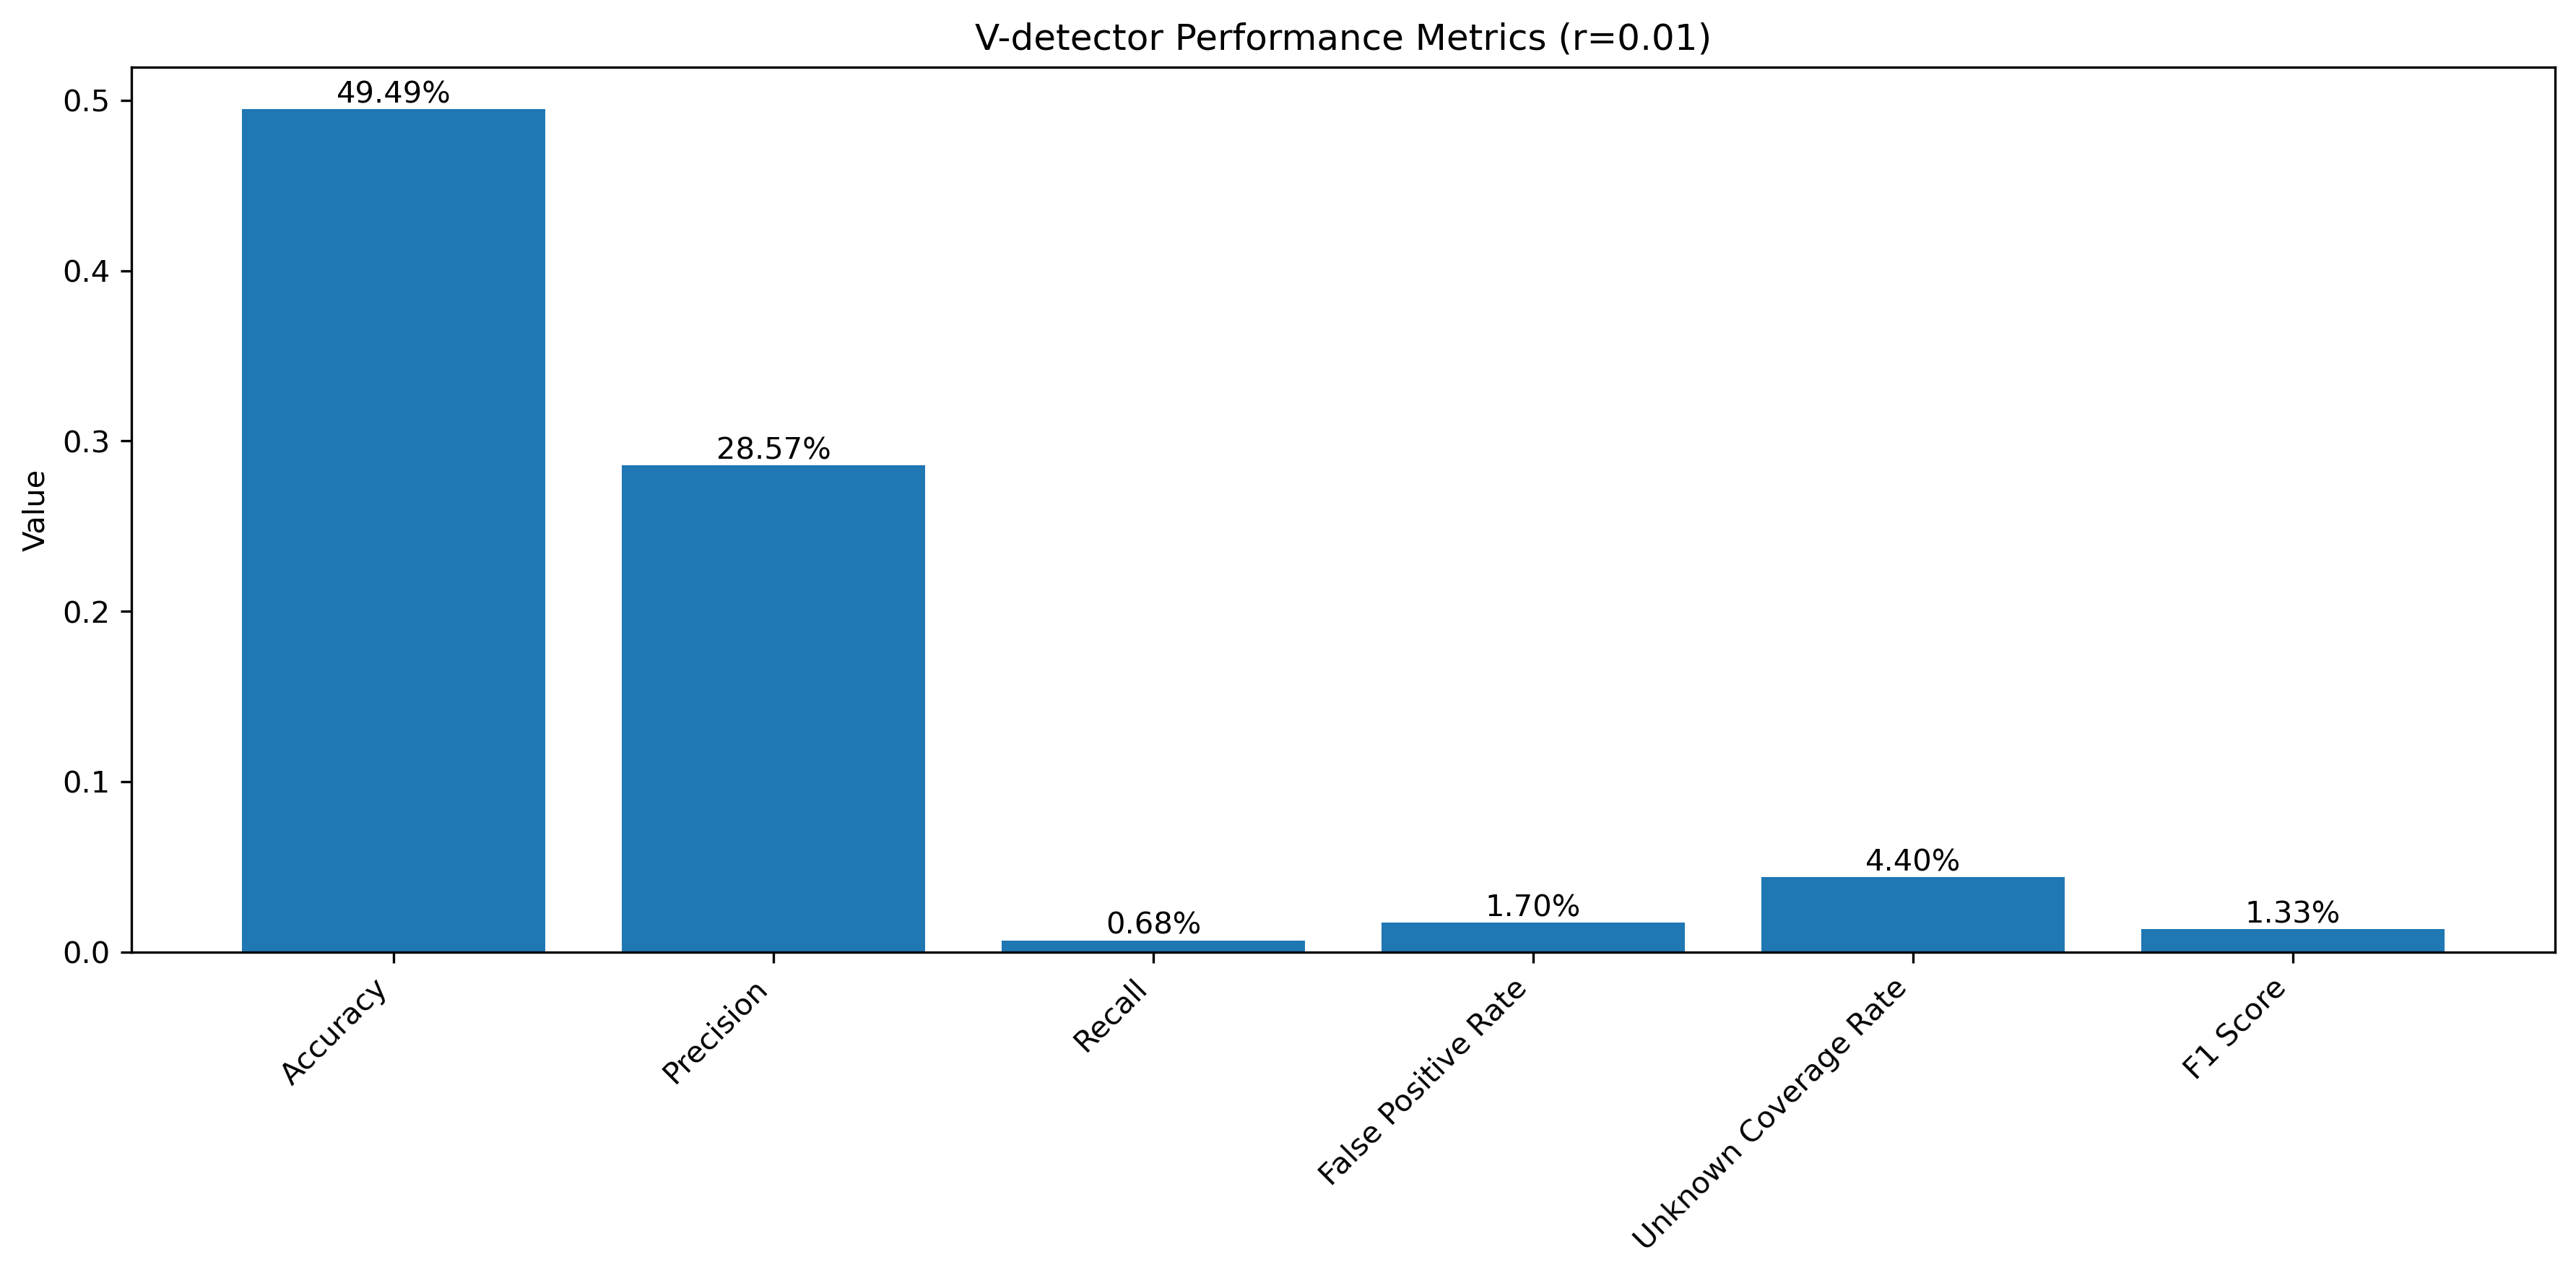 V-detector Performance Metrics (r=0.01)
Value
0.5
0.4
0.3
0.2
0.1
0.0
49.49%
28.57%
0.68%
1.70%
4.40%
1.33%
Accuracy
Precision
Recall
False Positive Rate
Unknown Coverage Rate
F1 Score